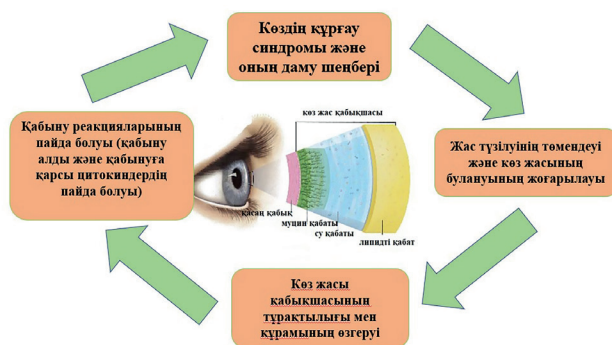 Көздің құрғау
синдромы және
оның даму шеңбері
Жас түзілуінің төмендеуі
және көз жасының
булануының жоғарылауы
Көз жасы
қабықшасының
тұрақтылығы мен
құрамының өзгеруі
Қабыну реакцияларының
пайда болуы (қабыну
алды және қабынуға
қарсы цитокиндердің
пайда болуы)
көз жас қабықшасы
қасаң қабық
муцин қабаты
су қабаты
липидті қабат